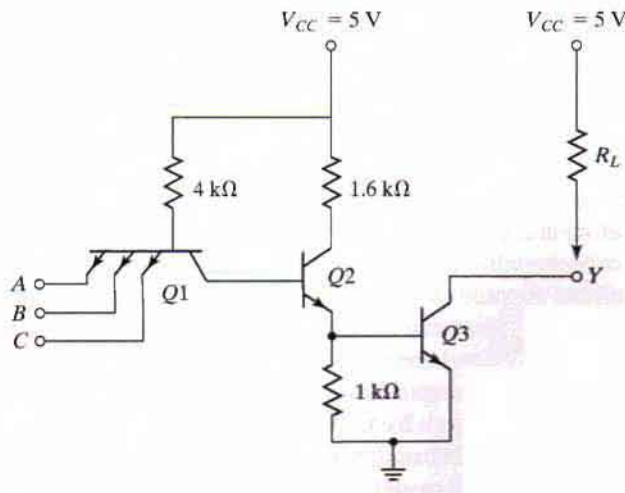 V_CC = 5 V
V_CC = 5 V
4 kΩ
1.6 kΩ
R_L
A
B
C
Q1
Q2
Y
Q3
1 kΩ